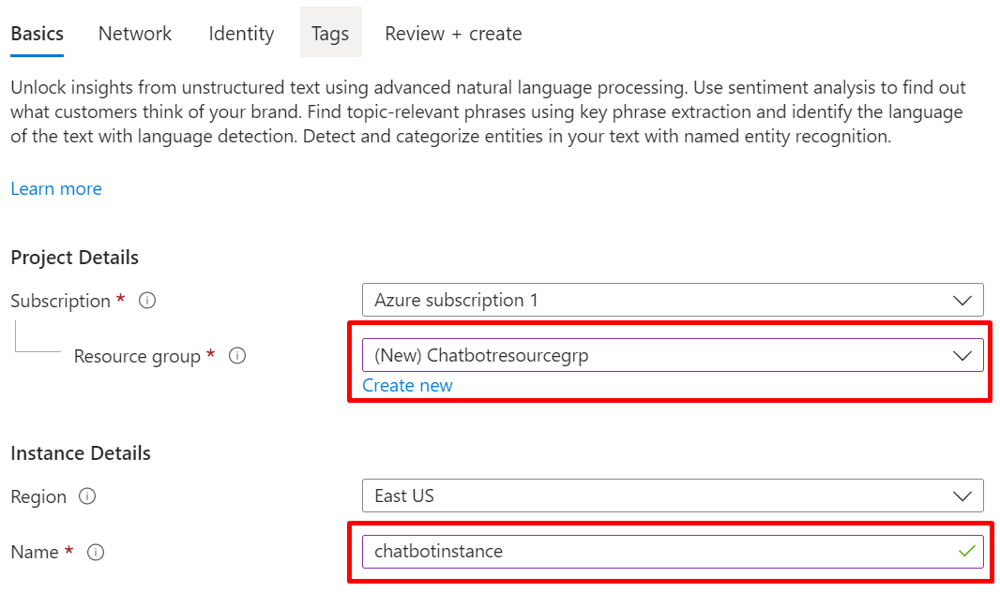 Basics Network Identity Tags Review + create
Unlock insights from unstructured text using advanced natural language processing. Use sentiment analysis to find out
what customers think of your brand. Find topic-relevant phrases using key phrase extraction and identify the language
of the text with language detection. Detect and categorize entities in your text with named entity recognition.
Learn more
Project Details
Subscription * Azure subscription 1
Resource group * (New) Chatbotresourcegrp
Create new
Instance Details
Region East US
Name * chatbotinstance